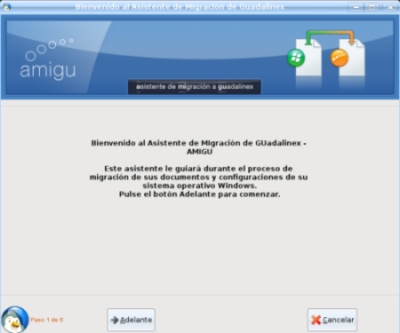 Bienvenido al Asistente de Migración de Guadalinex
amigu
asistente de migración a guadalinex
Bienvenido al Asistente de MIgración de GUadalinex -
AMIGU
Este asistente le guiará durante el proceso de
migración de sus documentos y configuraciones de su
sistema operativo Windows.
Pulse el botón Adelante para comenzar.
Paso 1 de 5
Adelante
Cancelar